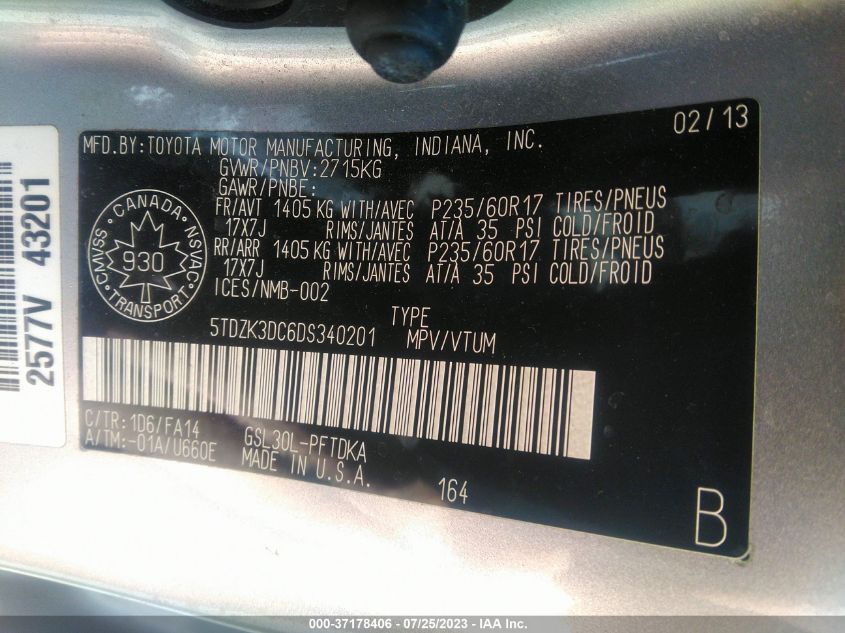 02/13
MFD.BY:TOYOTA MOTOR MANUFACTURING, INDIANA, INC.
GVWR/PNBV:2715KG
GAWR/PNBE:
FR/AVT 1405 KG WITH/AVEC P235/60R17 TIRES/PNEUS
17X7J RIMS/JANTES AT/A 35 PSI COLD/FROID
RR/ARR 1405 KG WITH/AVEC P235/60R17 TIRES/PNEUS
17X7J RIMS/JANTES AT/A 35 PSI COLD/FROID
ICES/NMB-002
CANADA
CMVSS
NSVAC
930
TRANSPORT
TYPE
5TDZK3DC6DS340201 MPV/VTUM
C/TR:1D6/FA14 GSL30L-PFTDKA
A/TM:-01A/U660E MADE IN U.S.A.
164
B
2577V 43201
000-37178406 - 07/25/2023 - IAA Inc.